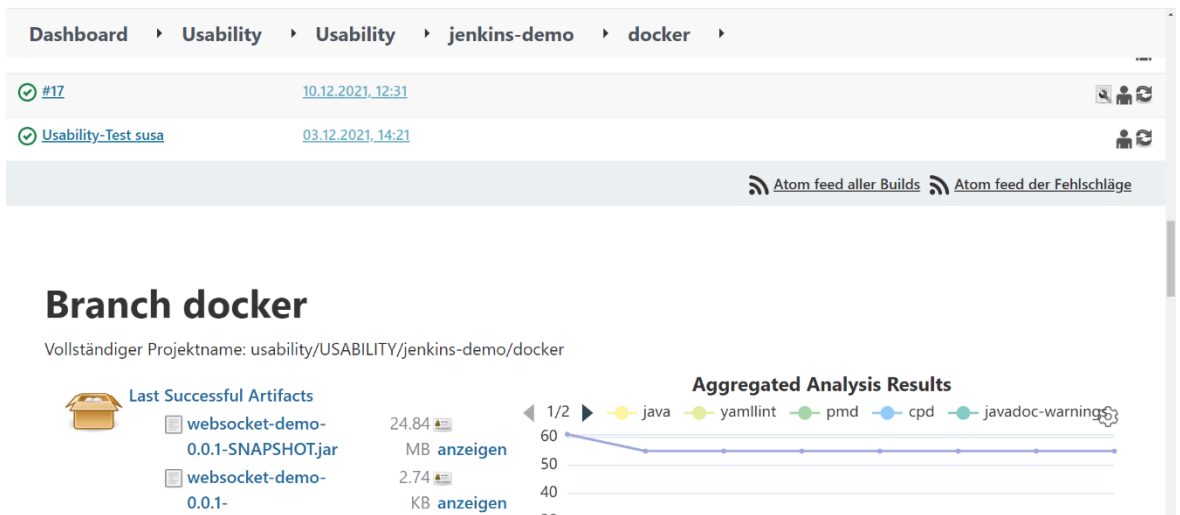 Dashboard Usability Usability jenkins-demo docker
#17 10.12.2021, 12:31
Usability-Test susa 03.12.2021, 14:21
Atom feed aller Builds Atom feed der Fehlschläge
Branch docker
Vollständiger Projektname: usability/USABILITY/jenkins-demo/docker
Last Successful Artifacts
websocket-demo- 24.84
0.0.1-SNAPSHOT.jar MB anzeigen
websocket-demo- 2.74
0.0.1- KB anzeigen
Aggregated Analysis Results
1/2 java yamllint pmd cpd javadoc-warnings
60
50
40